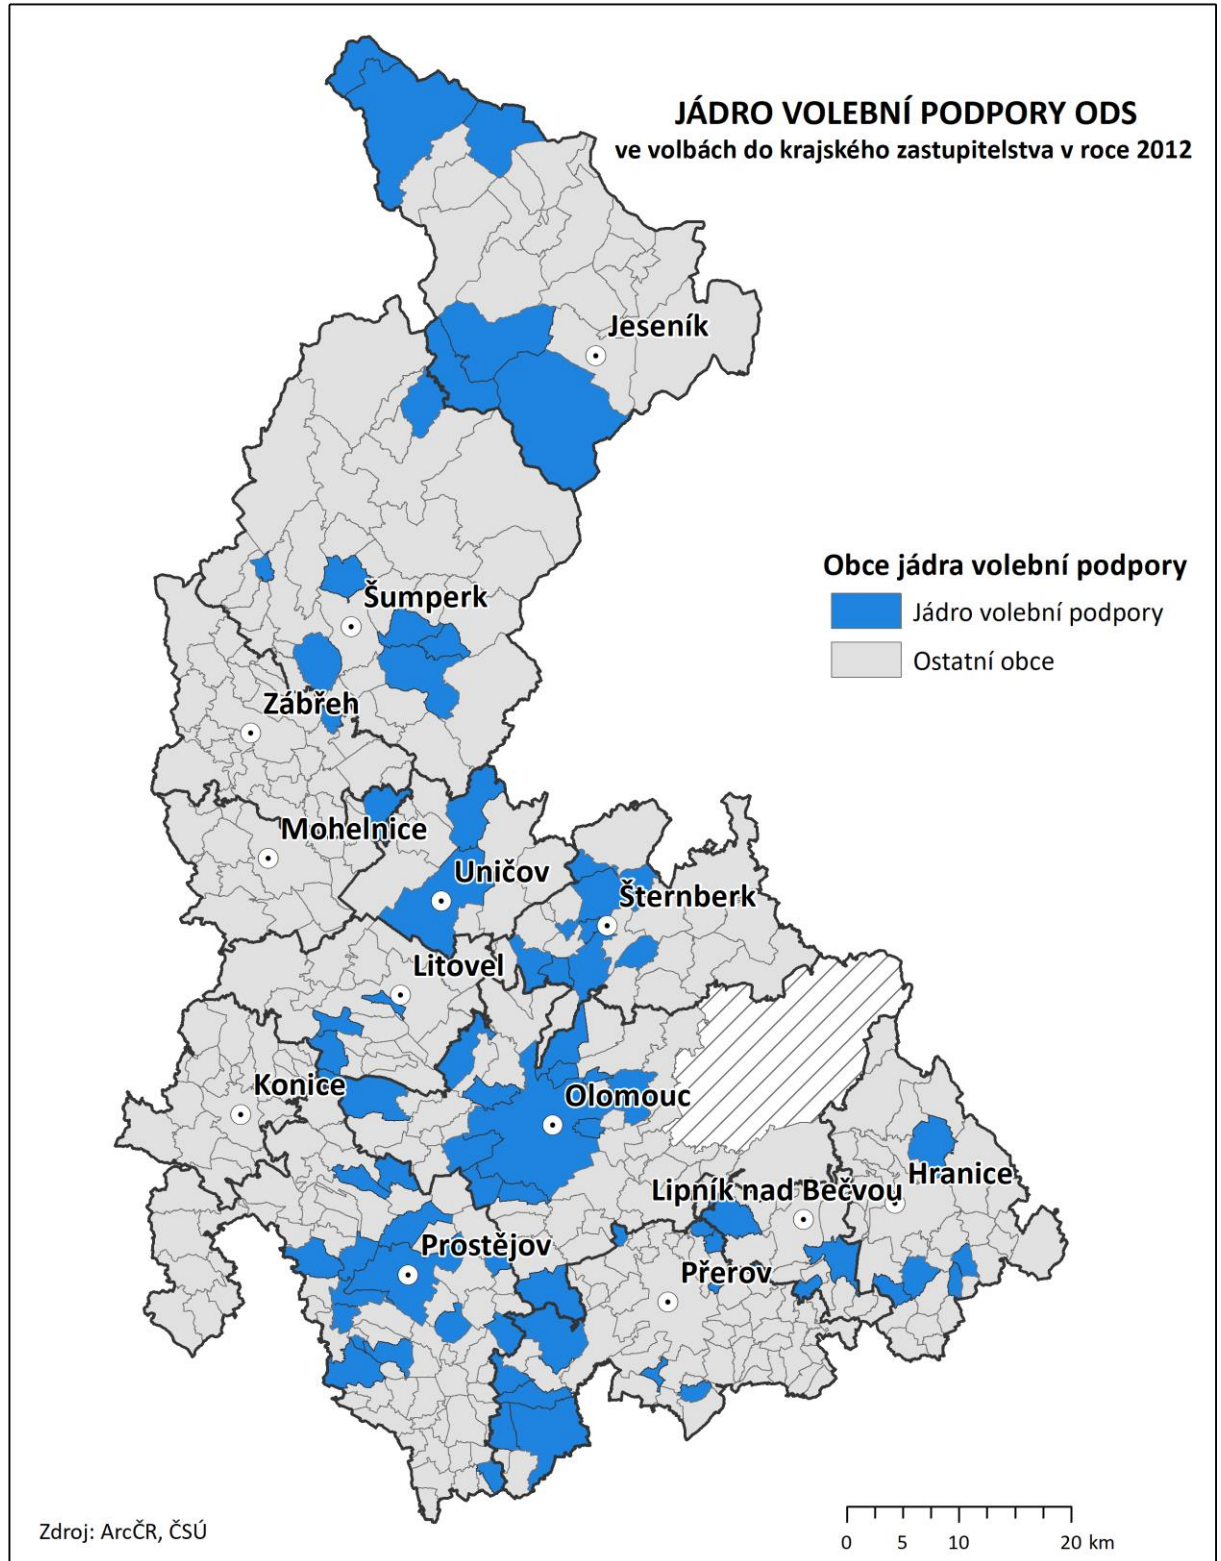 JÁDRO VOLEBNÍ PODPORY ODS
ve volbách do krajského zastupitelstva v roce 2012
Jeseník
Obce jádra volební podpory
Jádro volební podpory
Ostatní obce
Šumperk
Zábřeh
Mohelnice
Uničov
Šternberk
Litovel
Konice
Olomouc
Hranice
Lipník nad Bečvou
Prostějov
Přerov
Zdroj: ArcČR, ČSÚ
0 5 10 20 km